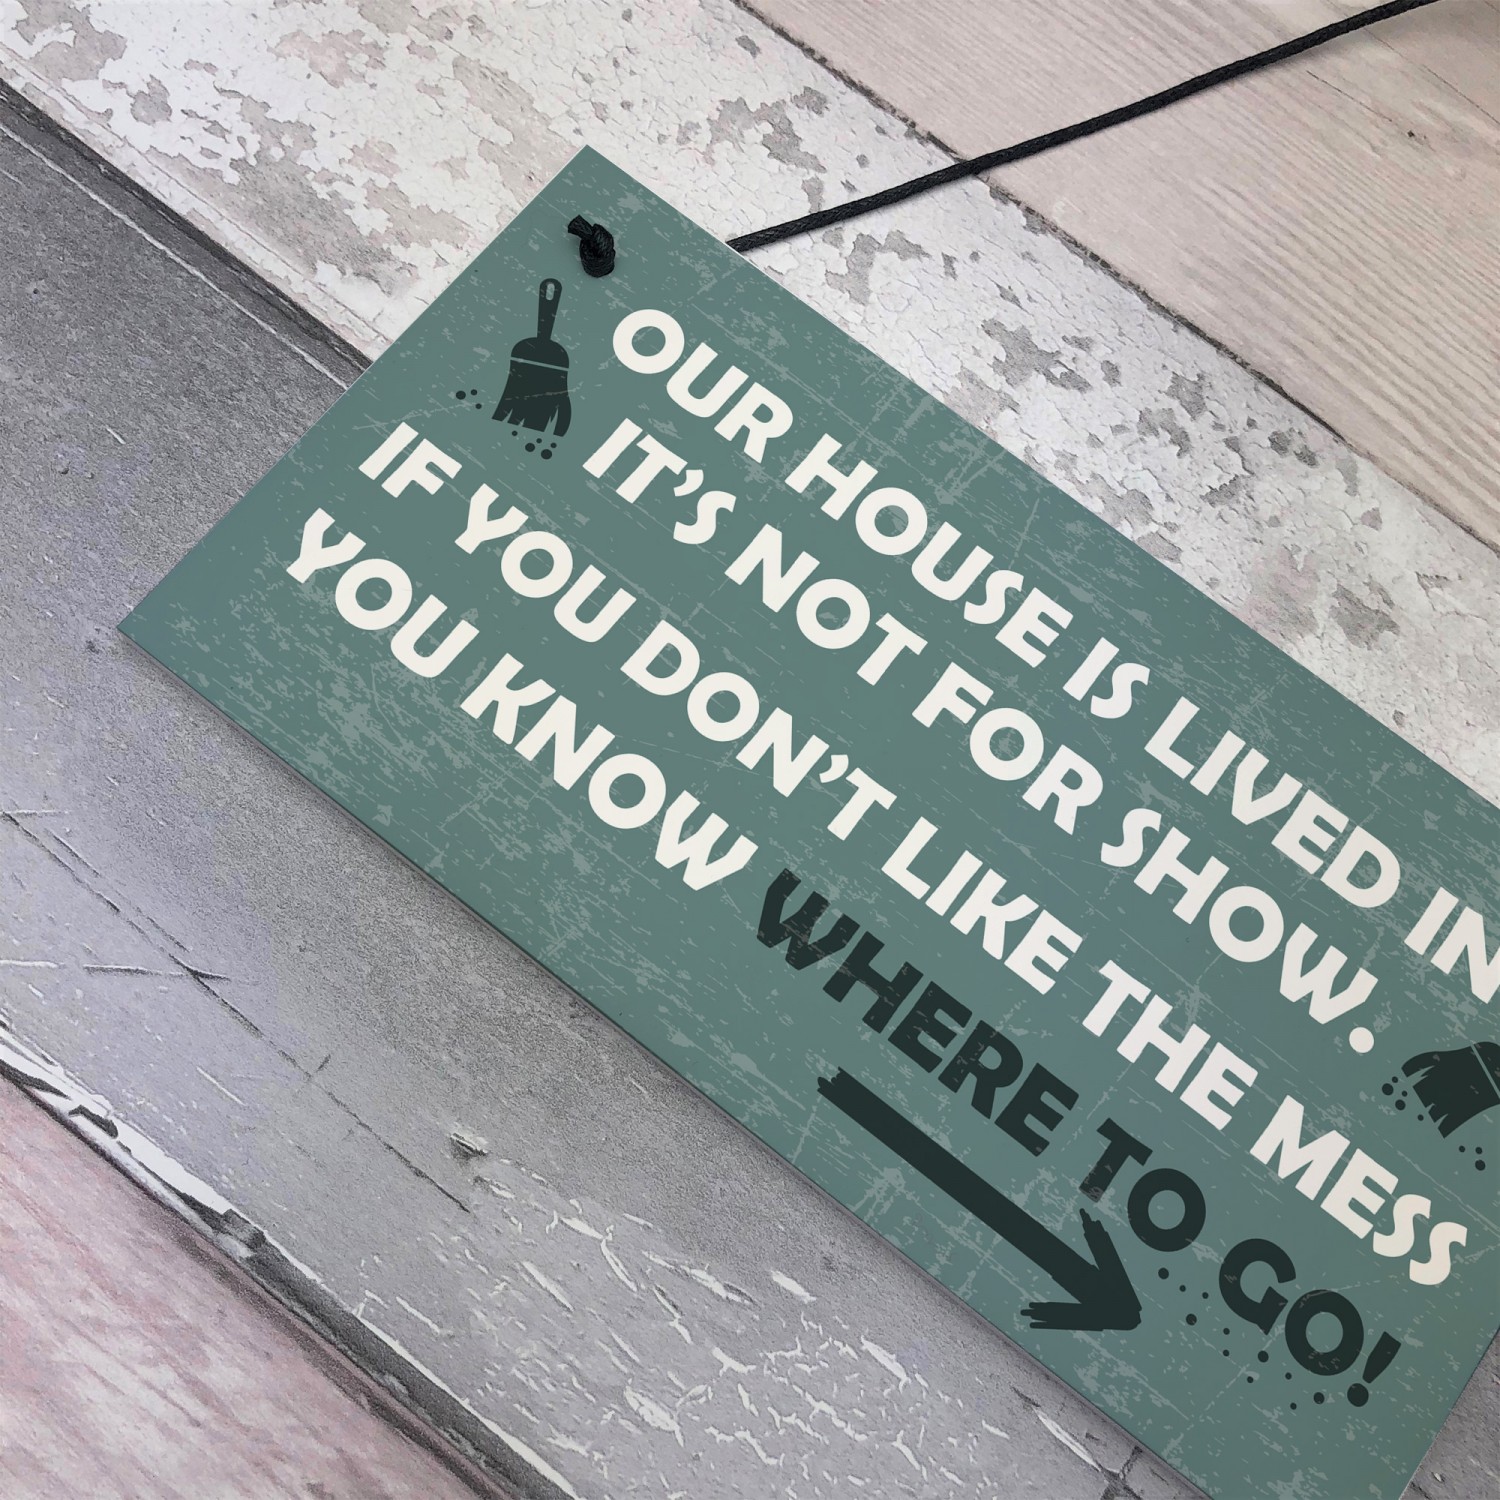 OUR HOUSE IS LIVED IN
IT'S NOT FOR SHOW.
IF YOU DON'T LIKE THE MESS
YOU KNOW WHERE TO GO!